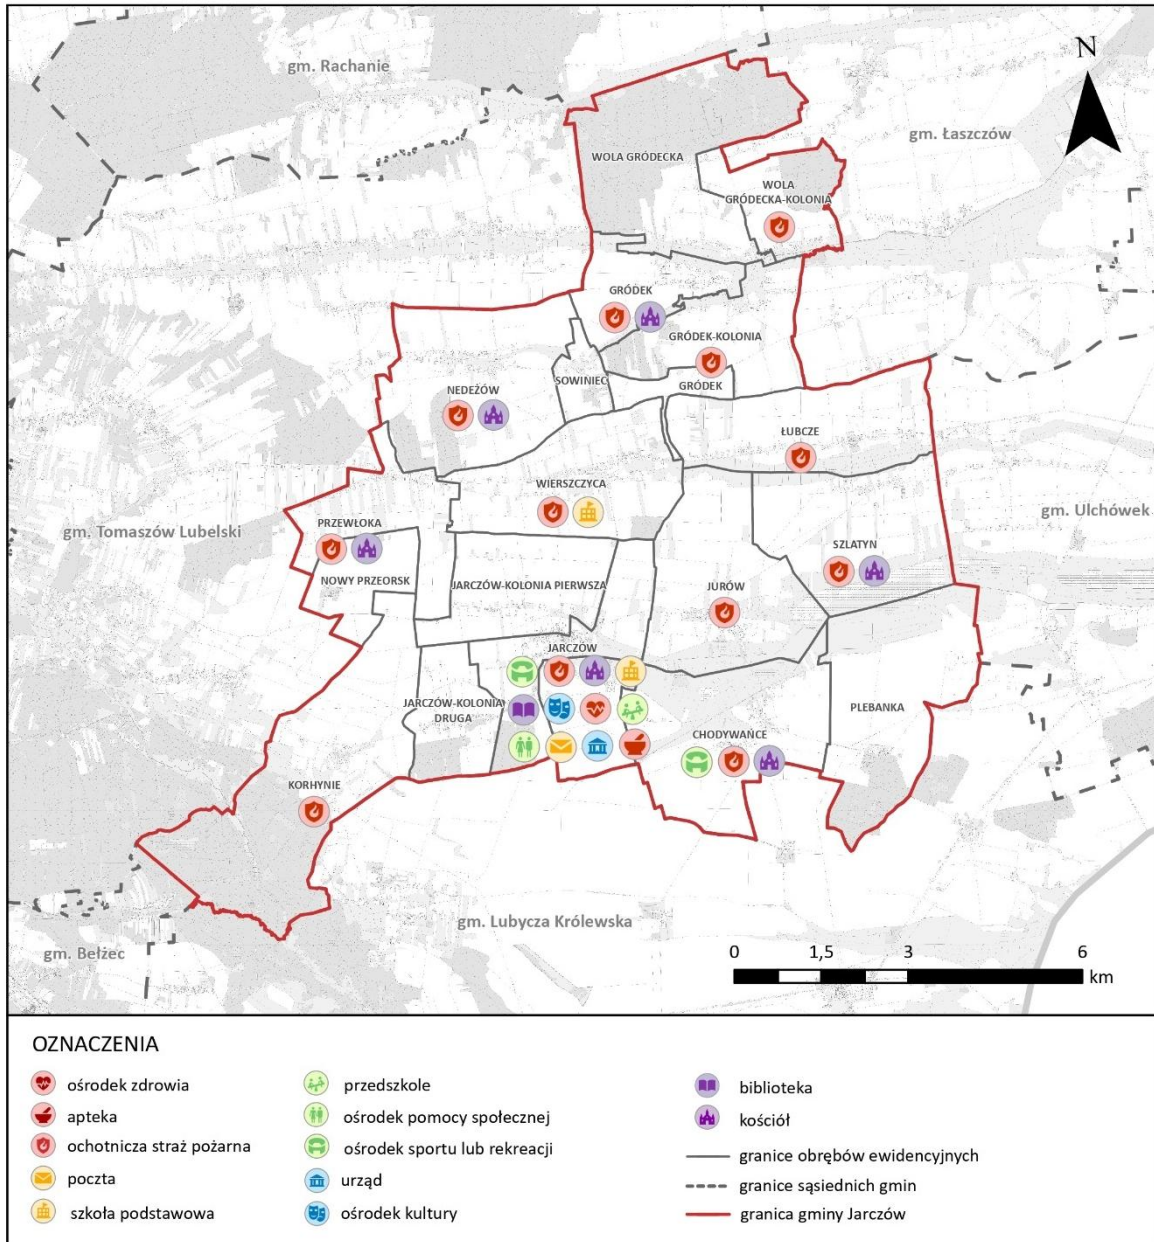 N
gm. Rachanie
gm. Łaszczów
WOLA GRÓDECKA
WOLA
GRÓDECKA-KOLONIA
GRÓDEK
GRÓDEK-KOLONIA
SOWINIEC
GRÓDEK
NEDEŻÓW
ŁUBCZE
WIERSZCZYCA
gm. Ulchówek
PRZEWŁOKA
gm. Tomaszów Lubelski
SZLATYN
NOWY PRZEORSK
JARCZÓW-KOLONIA PIERWSZA
JURÓW
JARCZÓW
JARCZÓW-KOLONIA
DRUGA
PLEBANKA
CHODYWAŃCE
KORHYNIE
gm. Lubycza Królewska
gm. Bełżec
0 1,5 3 6
km
OZNACZENIA
ośrodek zdrowia
apteka
ochotnicza straż pożarna
poczta
szkoła podstawowa
przedszkole
ośrodek pomocy społecznej
ośrodek sportu lub rekreacji
urząd
ośrodek kultury
biblioteka
kościół
granice obrębów ewidencyjnych
granice sąsiednich gmin
granica gminy Jarczów